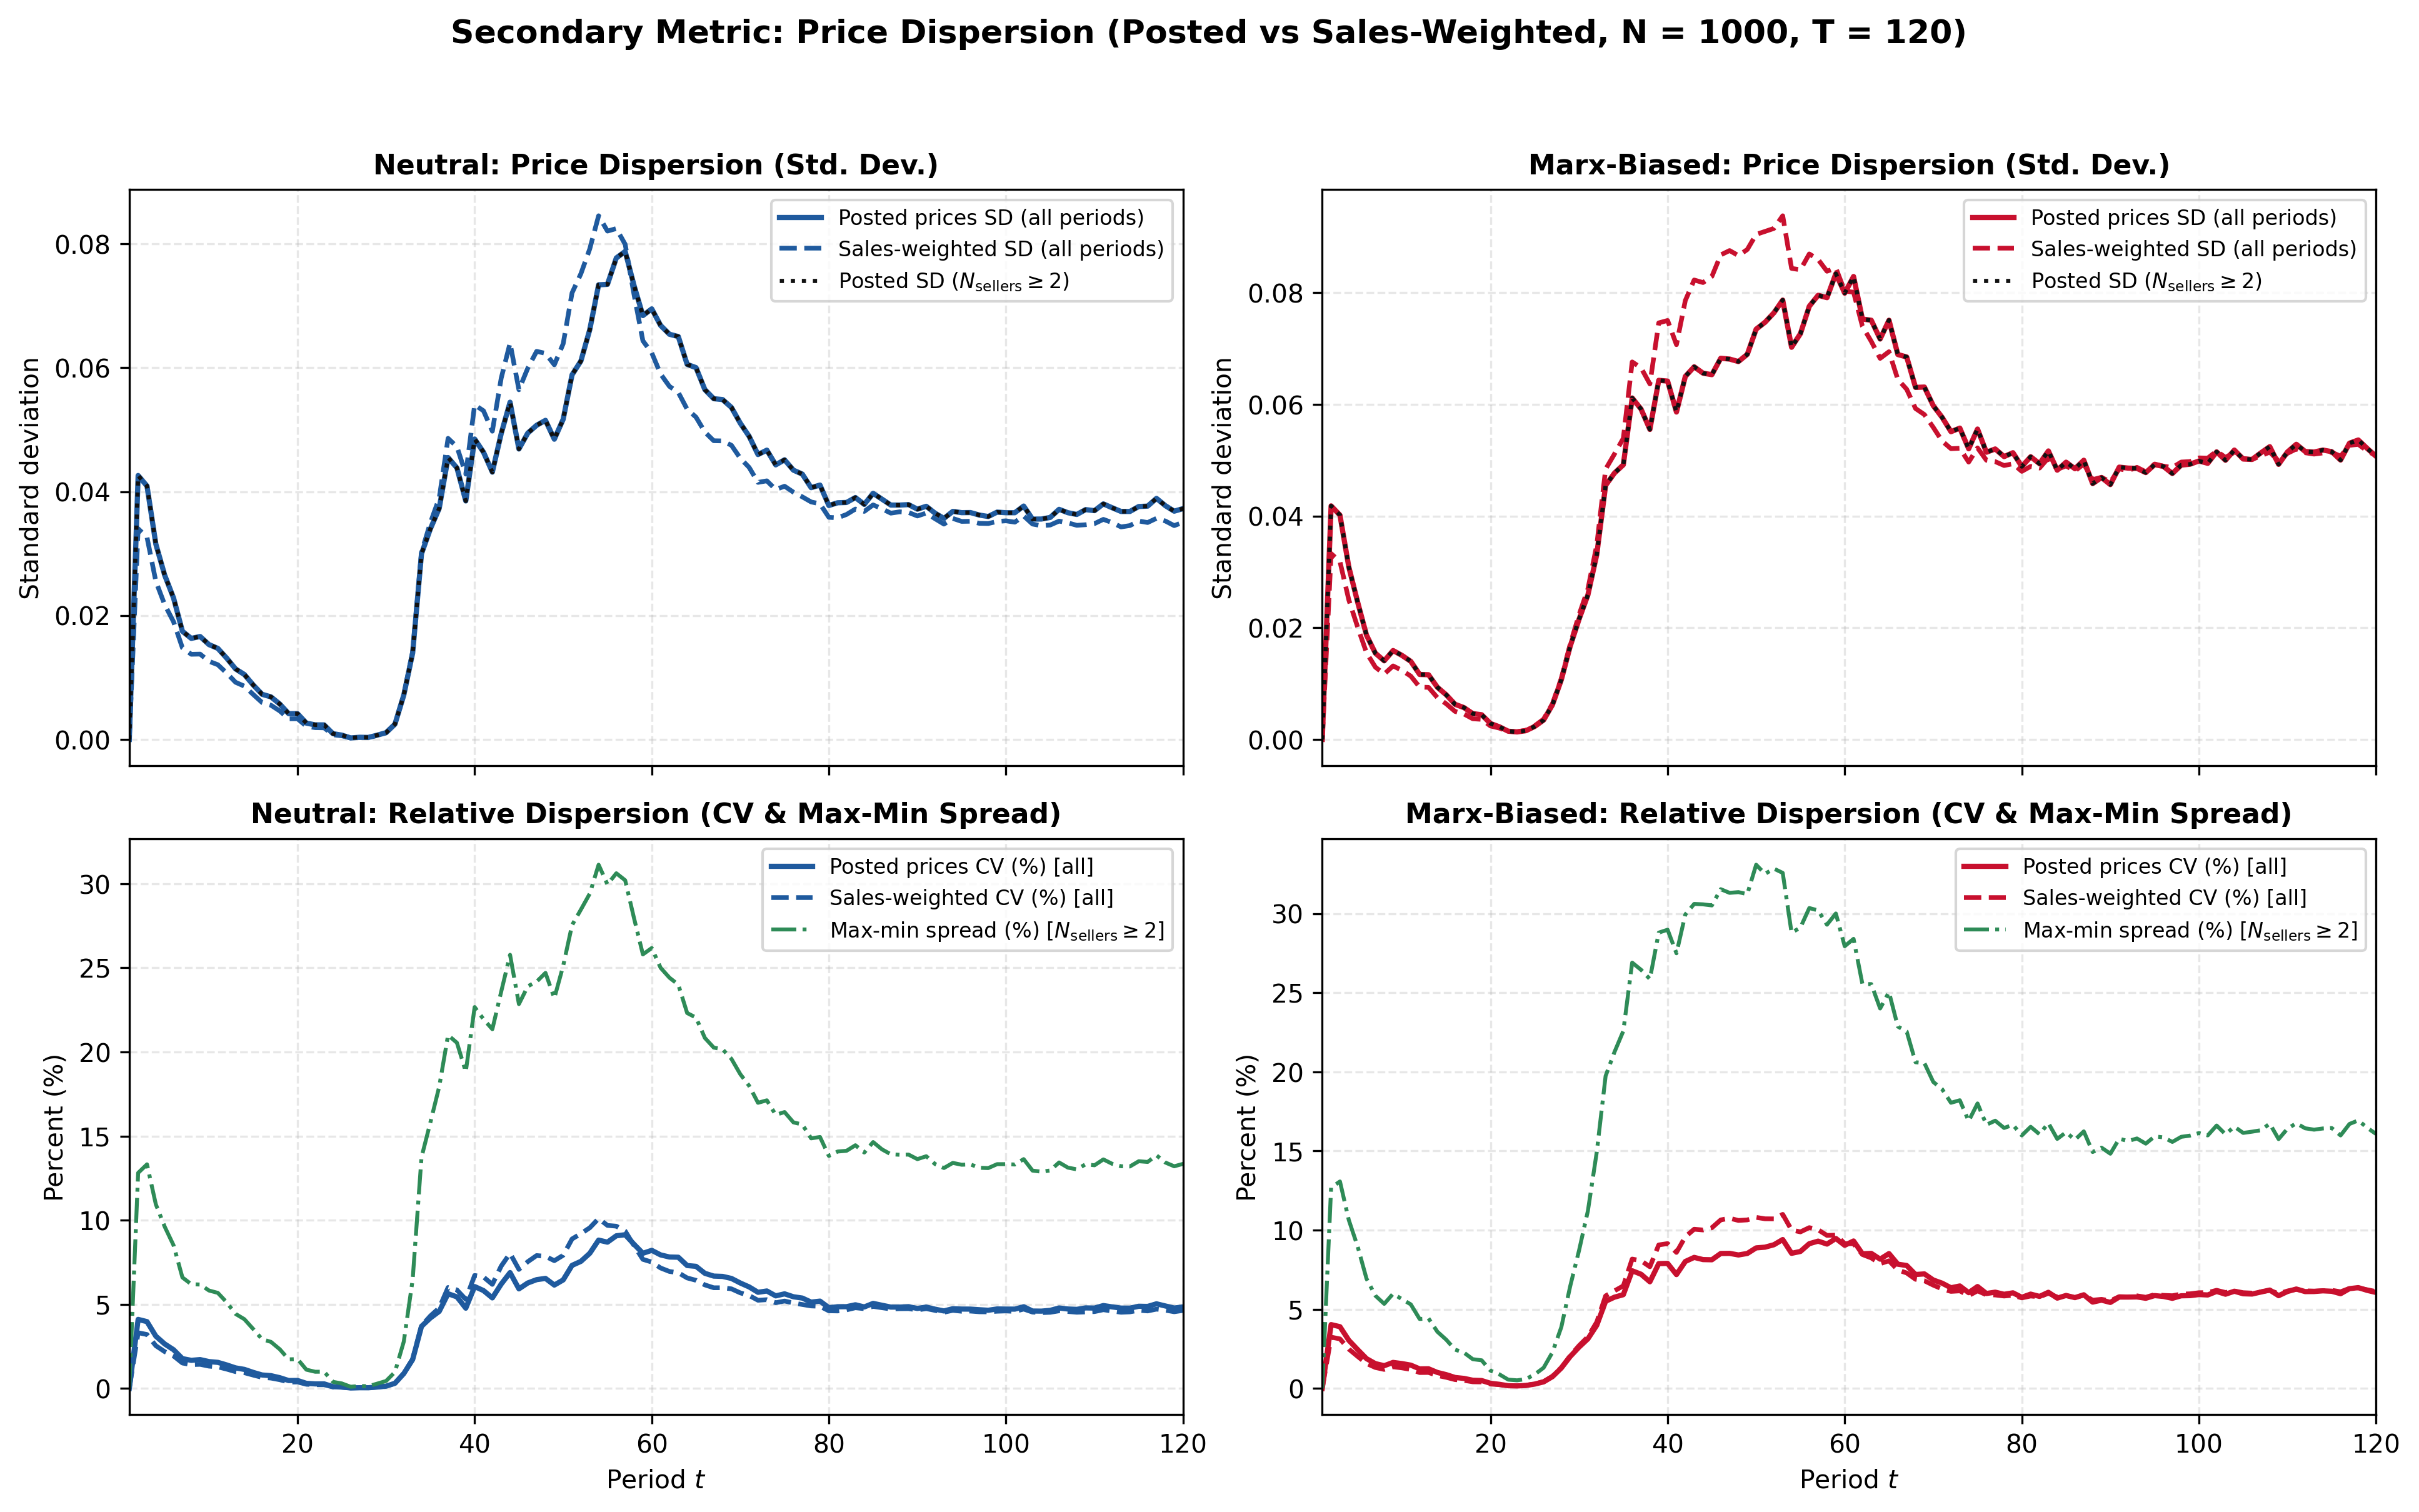 Secondary Metric: Price Dispersion (Posted vs Sales-Weighted, N = 1000, T = 120)
Neutral: Price Dispersion (Std. Dev.)
Posted prices SD (all periods)
Sales-weighted SD (all periods)
Posted SD (N_sellers ≥ 2)
Standard deviation
0.08
0.06
0.04
0.02
0.00
Marx-Biased: Price Dispersion (Std. Dev.)
Posted prices SD (all periods)
Sales-weighted SD (all periods)
Posted SD (N_sellers ≥ 2)
Standard deviation
0.08
0.06
0.04
0.02
0.00
Neutral: Relative Dispersion (CV & Max-Min Spread)
Posted prices CV (%) [all]
Sales-weighted CV (%) [all]
Max-min spread (%) [N_sellers ≥ 2]
Percent (%)
30
25
20
15
10
5
0
20 40 60 80 100 120
Period t
Marx-Biased: Relative Dispersion (CV & Max-Min Spread)
Posted prices CV (%) [all]
Sales-weighted CV (%) [all]
Max-min spread (%) [N_sellers ≥ 2]
Percent (%)
30
25
20
15
10
5
0
20 40 60 80 100 120
Period t